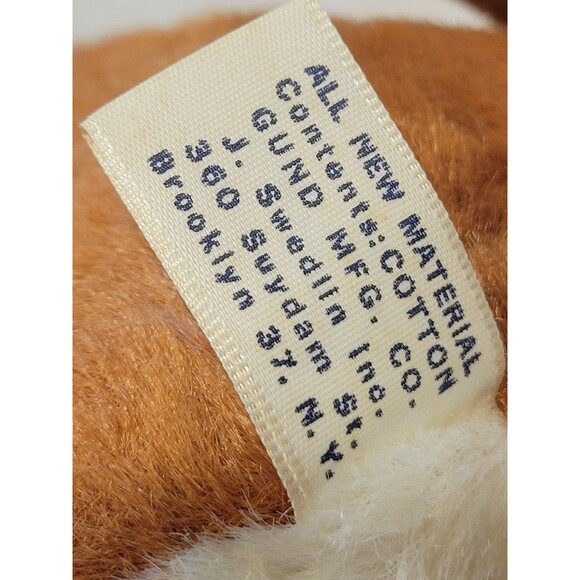 ALL NEW MATERIAL
Contents:COTTON
GUND MFG. CO.
J. Swedlin Inc.
360 Suydam St.
Brooklyn 37. N.Y.